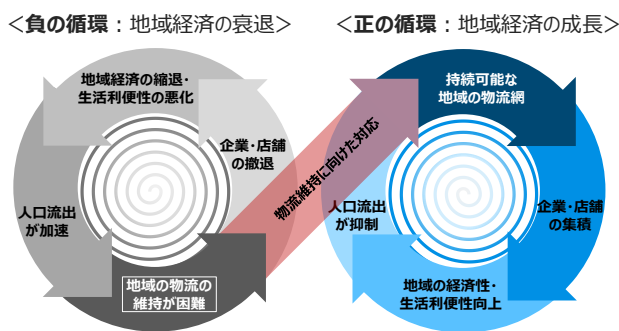 <負の循環：地域経済の衰退>
<正の循環：地域経済の成長>
地域経済の縮退・
生活利便性の悪化
企業・店舗
の撤退
地域の物流の
維持が困難
人口流出
が加速
物流維持に向けた対応
持続可能な
地域の物流網
企業・店舗
の集積
地域の経済性・
生活利便性向上
人口流出
が抑制